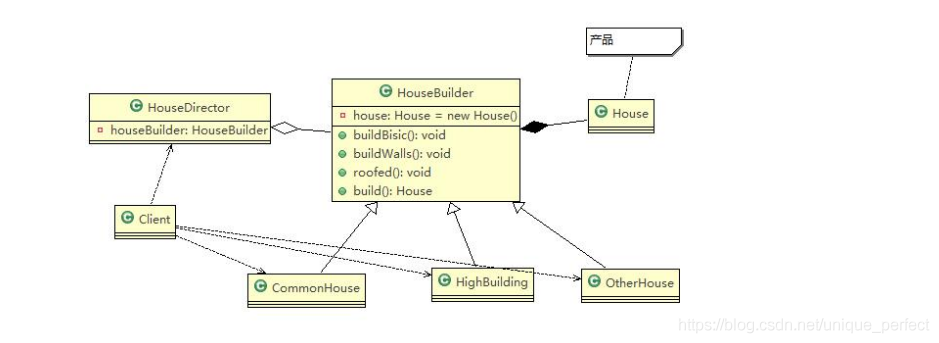 产品
HouseBuilder
house: House = new House()
buildBisic(): void
buildWalls(): void
roofed(): void
build(): House
HouseDirector
houseBuilder: HouseBuilder
House
Client
CommonHouse
HighBuilding
OtherHouse
https://blog.csdn.net/unique_perfect